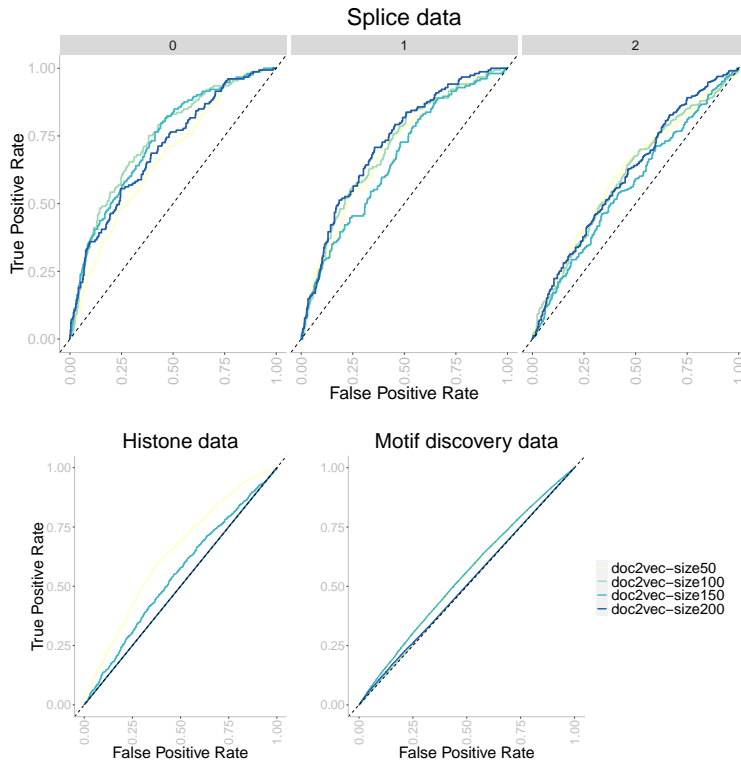 Splice data
0 1 2
True Positive Rate
1.00
0.75
0.50
0.25
0.00
0.00 0.25 0.50 0.75 1.00 0.00 0.25 0.50 0.75 1.00 0.00 0.25 0.50 0.75 1.00
False Positive Rate
Histone data
True Positive Rate
1.00
0.75
0.50
0.25
0.00
0.00 0.25 0.50 0.75 1.00
False Positive Rate
Motif discovery data
1.00
0.75
0.50
0.25
0.00
0.00 0.25 0.50 0.75 1.00
False Positive Rate
doc2vec-size50
doc2vec-size100
doc2vec-size150
doc2vec-size200